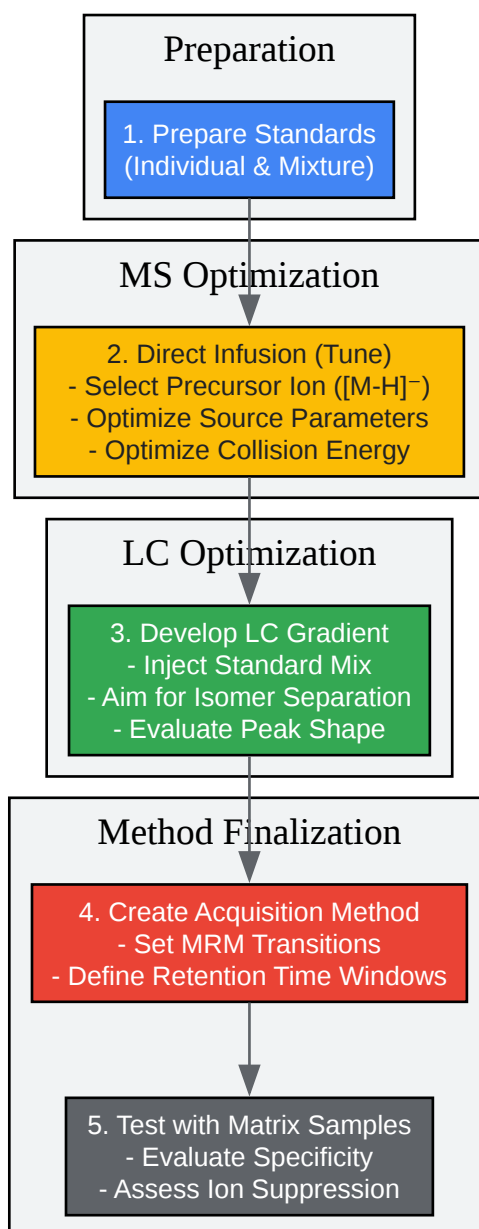 Preparation
1. Prepare Standards
(Individual & Mixture)
MS Optimization
2. Direct Infusion (Tune)
- Select Precursor Ion ([M-H]⁻)
- Optimize Source Parameters
- Optimize Collision Energy
LC Optimization
3. Develop LC Gradient
- Inject Standard Mix
- Aim for Isomer Separation
- Evaluate Peak Shape
Method Finalization
4. Create Acquisition Method
- Set MRM Transitions
- Define Retention Time Windows
5. Test with Matrix Samples
- Evaluate Specificity
- Assess Ion Suppression